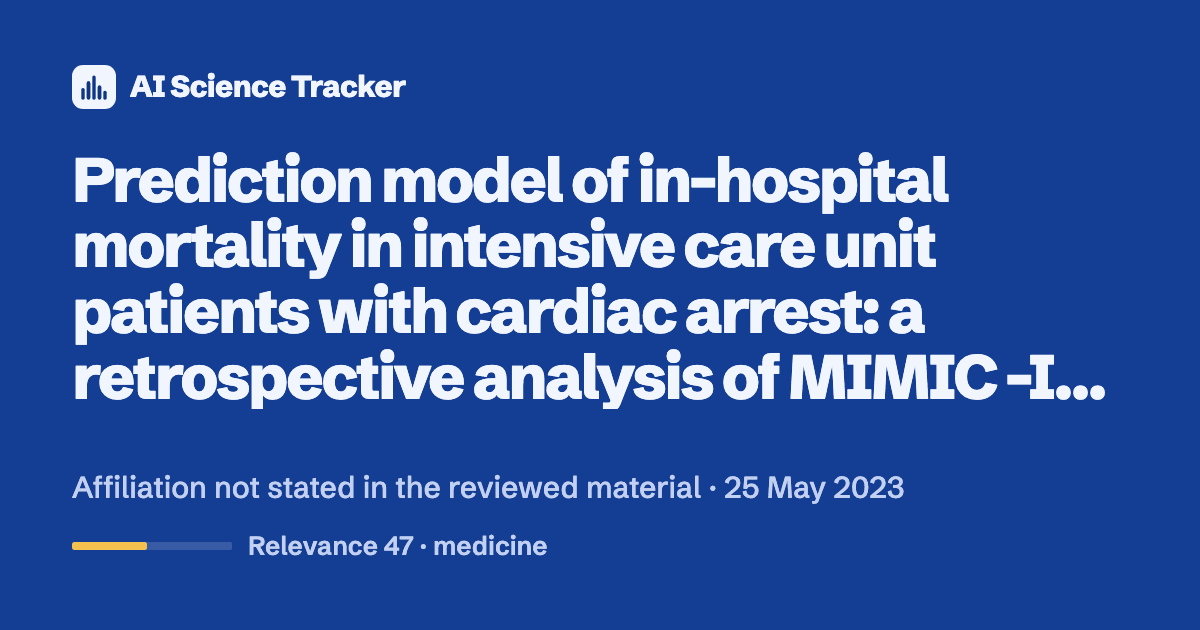 AI Science Tracker
Prediction model of in-hospital
mortality in intensive care unit
patients with cardiac arrest: a
retrospective analysis of MIMIC -I...
Affiliation not stated in the reviewed material · 25 May 2023
Relevance 47 · medicine